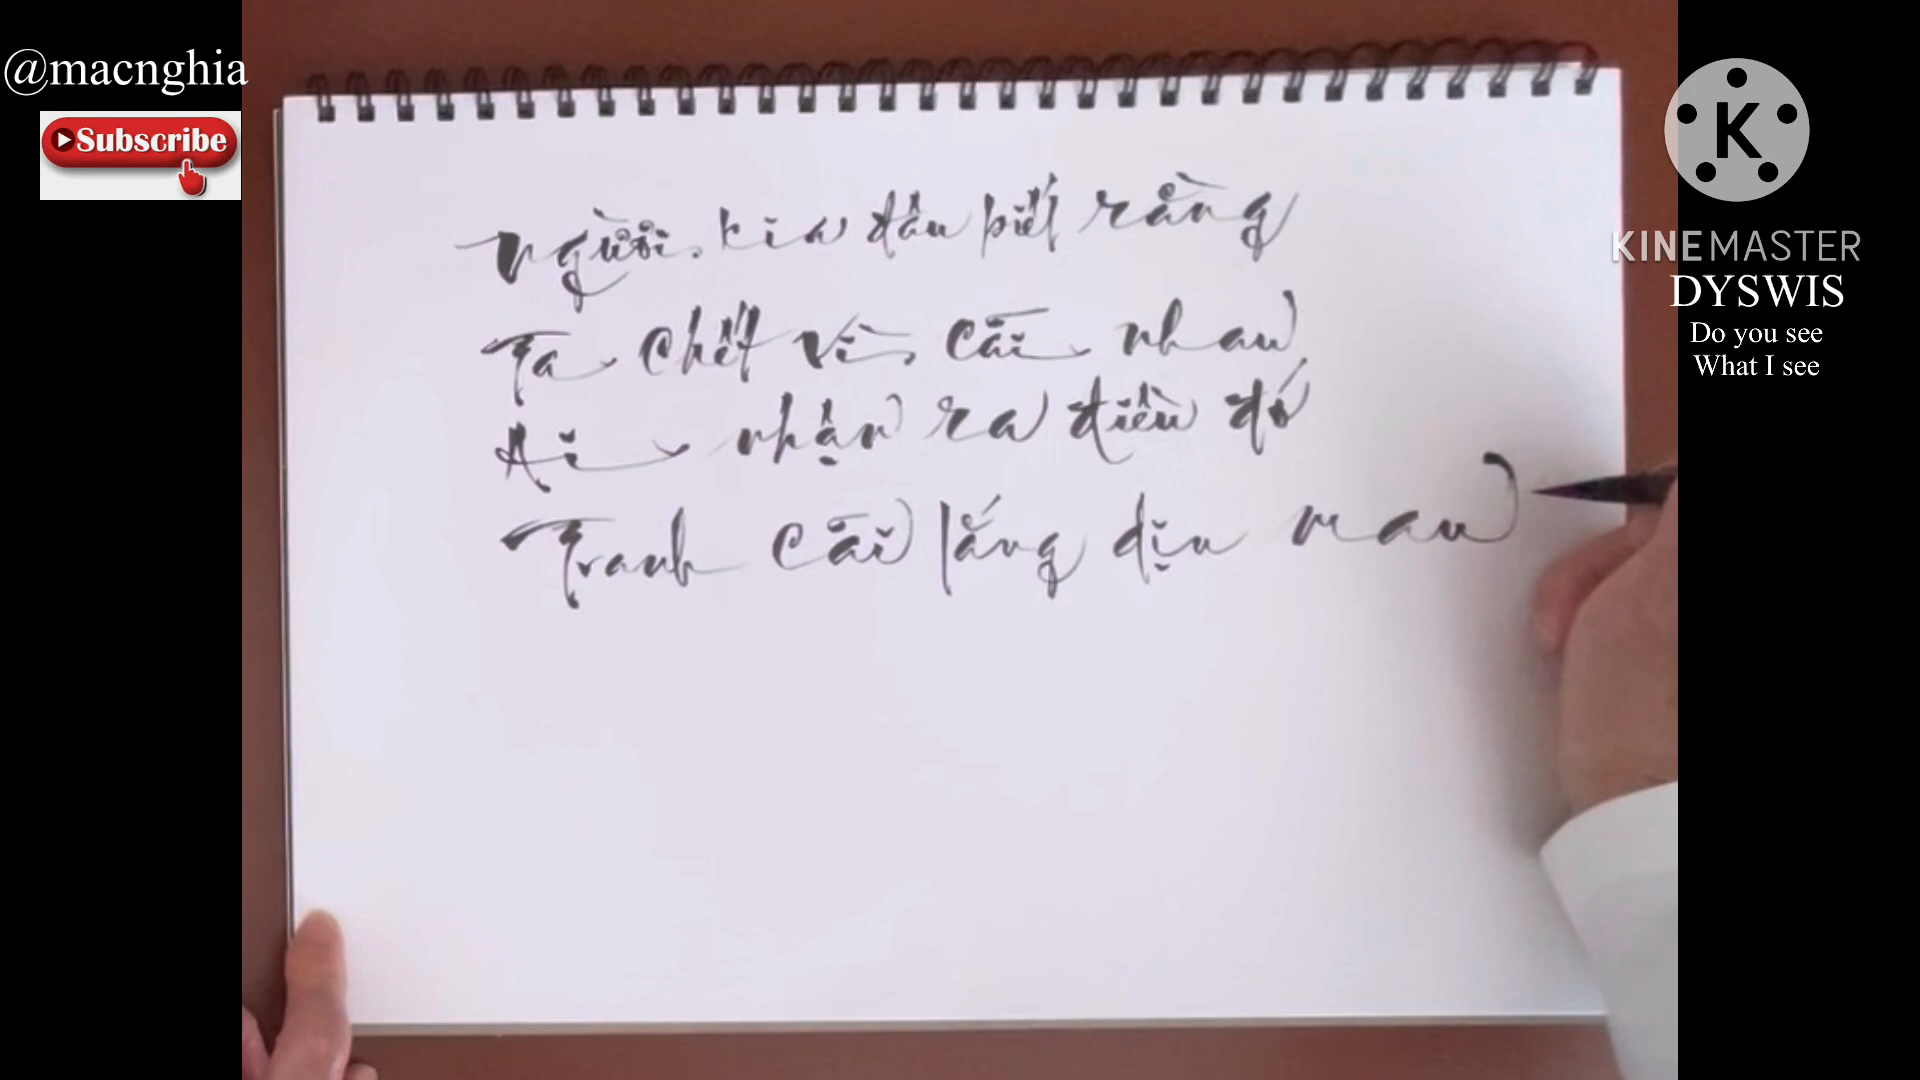 @macnghia
Subscribe
Người kia đâu biết rằng
Ta chết vì cãi nhau
Ai nhận ra điều đó
Tranh cãi lắng dịu mau
K
KINEMASTER
DYSWIS
Do you see
What I see